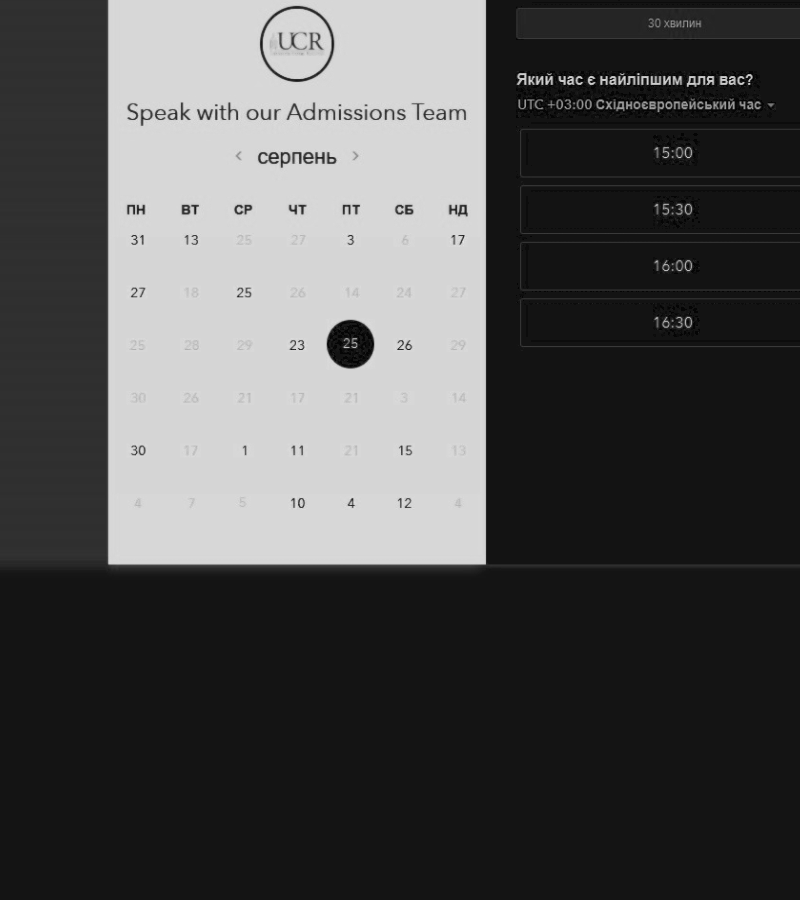 UCR
Speak with our Admissions Team
< серпень >
ПН ВТ СР ЧТ ПТ СБ НД
31 13 25 27 3 6 17
27 18 25 26 14 24 27
25 28 29 23 25 26 29
30 26 21 17 21 3 14
30 17 1 11 21 15 13
4 7 5 10 4 12 4
30 хвилин
Який час є найліпшим для вас?
UTC +03:00 Східноєвропейський час
15:00
15:30
16:00
16:30